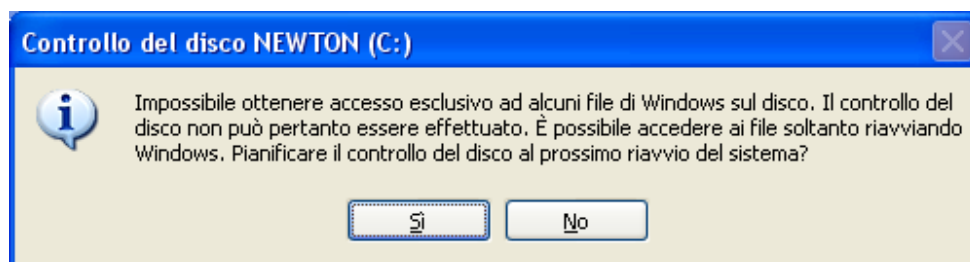 Controllo del disco NEWTON (C:)
Impossibile ottenere accesso esclusivo ad alcuni file di Windows sul disco. Il controllo del
disco non può pertanto essere effettuato. È possibile accedere ai file soltanto riavviando
Windows. Pianificare il controllo del disco al prossimo riavvio del sistema?
Sì No